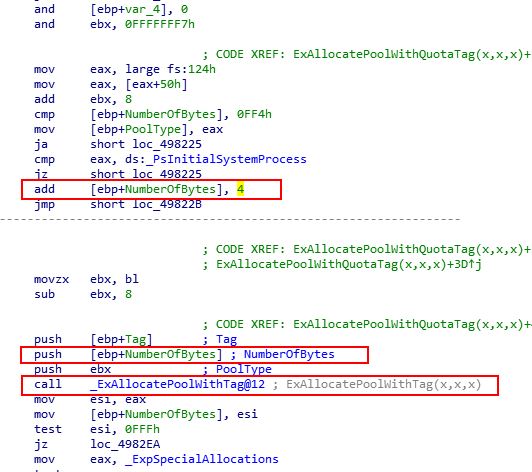 and [ebp+var_4], 0
and ebx, 0FFFFFFF7h
; CODE XREF: ExAllocatePoolWithQuotaTag(x,x,x)+
mov eax, large fs:124h
mov eax, [eax+50h]
add ebx, 8
cmp [ebp+NumberOfBytes], 0FF4h
mov [ebp+PoolType], eax
ja short loc_498225
cmp eax, ds:_PsInitialSystemProcess
jz short loc_498225
add [ebp+NumberOfBytes], 4
jmp short loc_49822B
; CODE XREF: ExAllocatePoolWithQuotaTag(x,x,x)+
; ExAllocatePoolWithQuotaTag(x,x,x)+3D↑j
movzx ebx, bl
sub ebx, 8
; CODE XREF: ExAllocatePoolWithQuotaTag(x,x,x)+
push [ebp+Tag] ; Tag
push [ebp+NumberOfBytes] ; NumberOfBytes
push ebx ; PoolType
call _ExAllocatePoolWithTag@12 ; ExAllocatePoolWithTag(x,x,x)
mov esi, eax
mov [ebp+NumberOfBytes], esi
test esi, 0FFFh
jz loc_4982EA
mov eax, _ExpSpecialAllocations